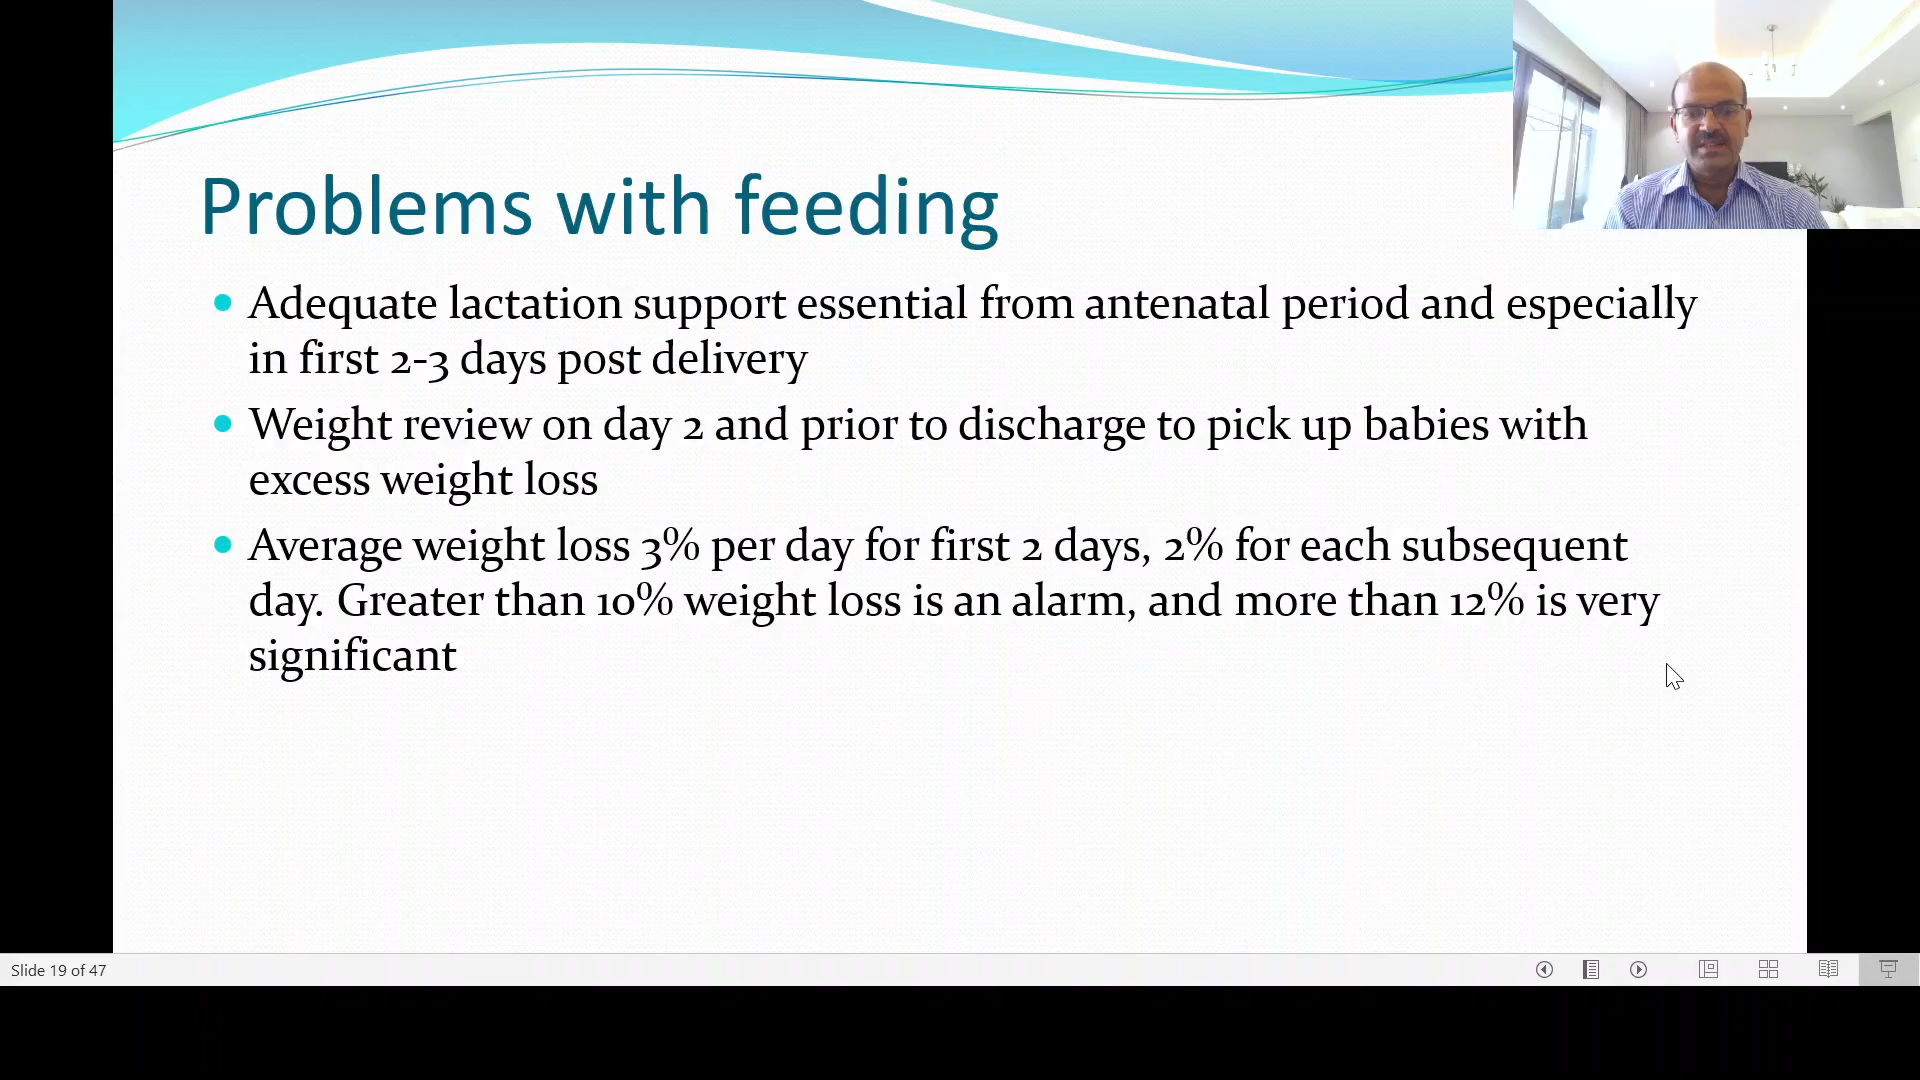 Problems with feeding
Adequate lactation support essential from antenatal period and especially
in first 2-3 days post delivery
Weight review on day 2 and prior to discharge to pick up babies with
excess weight loss
Average weight loss 3% per day for first 2 days, 2% for each subsequent
day. Greater than 10% weight loss is an alarm, and more than 12% is very
significant
Slide 19 of 47